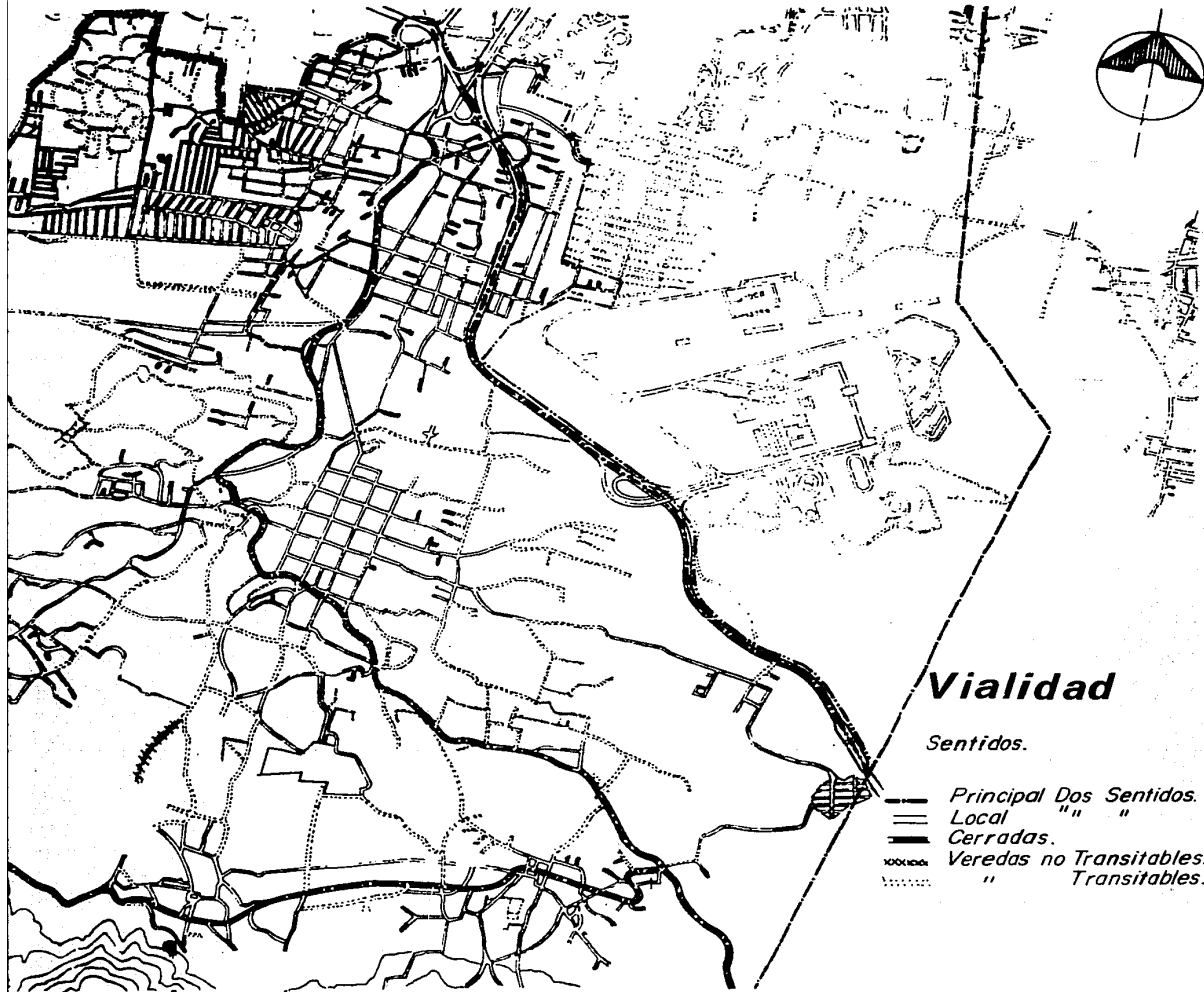 Vialidad
Sentidos.
Principal Dos Sentidos.
Local " " "
Cerradas.
Veredas no Transitables.
" Transitables.